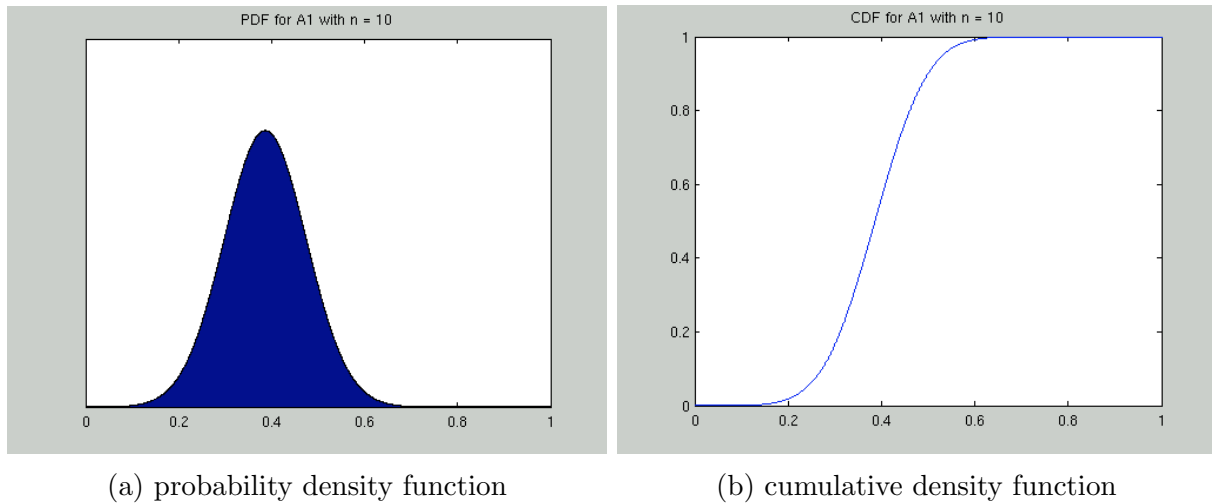 PDF for A1 with n = 10
0 0.2 0.4 0.6 0.8 1
(a) probability density function
CDF for A1 with n = 10
1
0.8
0.6
0.4
0.2
0
0 0.2 0.4 0.6 0.8 1
(b) cumulative density function